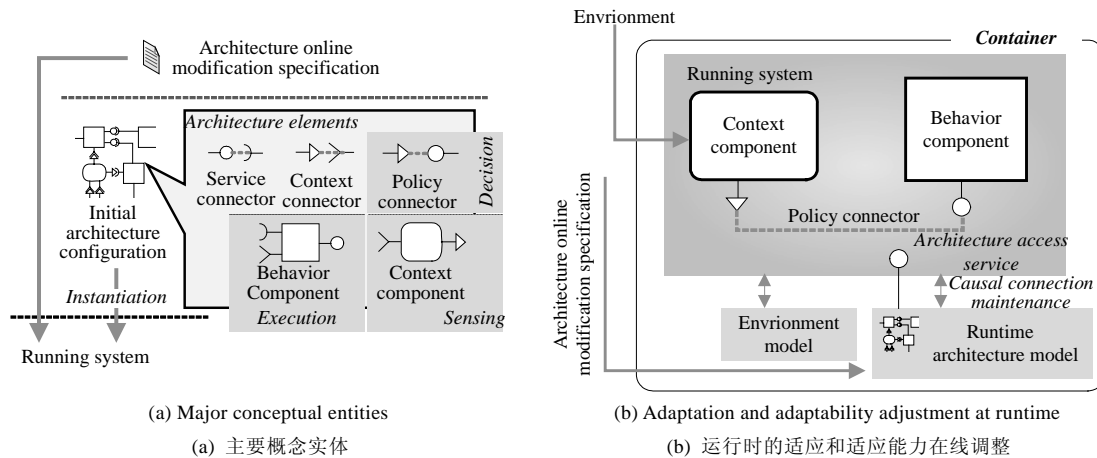 Architecture online
modification specification
Architecture elements
Service
connector
Context
connector
Policy
connector
Decision
Initial
architecture
configuration
Behavior
Component
Context
component
Execution
Sensing
Instantiation
Running system
(a) Major conceptual entities
(a) 主要概念实体
Envrionment
Container
Running system
Context
component
Behavior
component
Policy connector
Architecture access
service
Causal connection
maintenance
Architecture online
modification specification
Envrionment
model
Runtime
architecture model
(b) Adaptation and adaptability adjustment at runtime
(b) 运行时的适应和适应能力在线调整